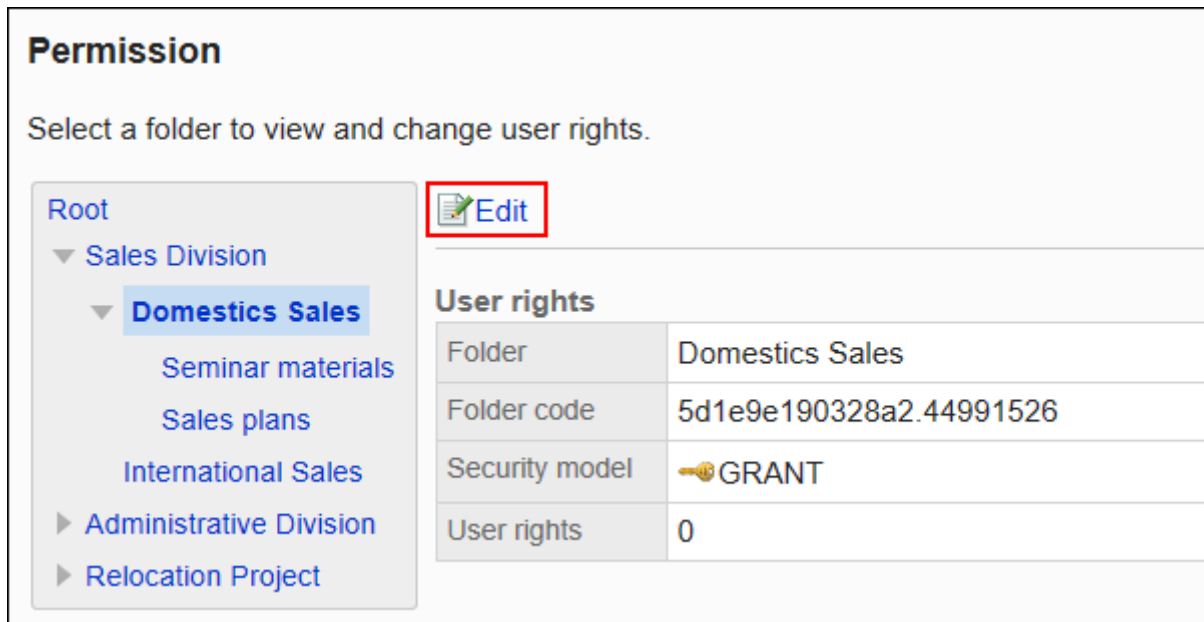 Permission
Select a folder to view and change user rights.
Root
Sales Division
Domestics Sales
Seminar materials
Sales plans
International Sales
Administrative Division
Relocation Project
Edit
User rights
Folder Domestics Sales
Folder code 5d1e9e190328a2.44991526
Security model GRANT
User rights 0